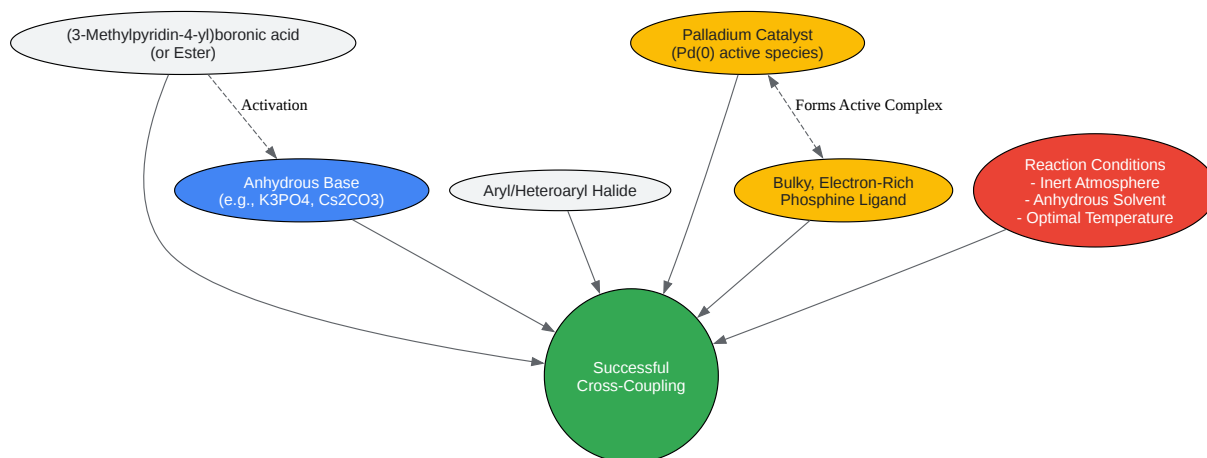 (3-Methylpyridin-4-yl)boronic acid
(or Ester)
Palladium Catalyst
(Pd(0) active species)
Activation
Forms Active Complex
Anhydrous Base
(e.g., K3PO4, Cs2CO3)
Aryl/Heteroaryl Halide
Bulky, Electron-Rich
Phosphine Ligand
Reaction Conditions
- Inert Atmosphere
- Anhydrous Solvent
- Optimal Temperature
Successful
Cross-Coupling